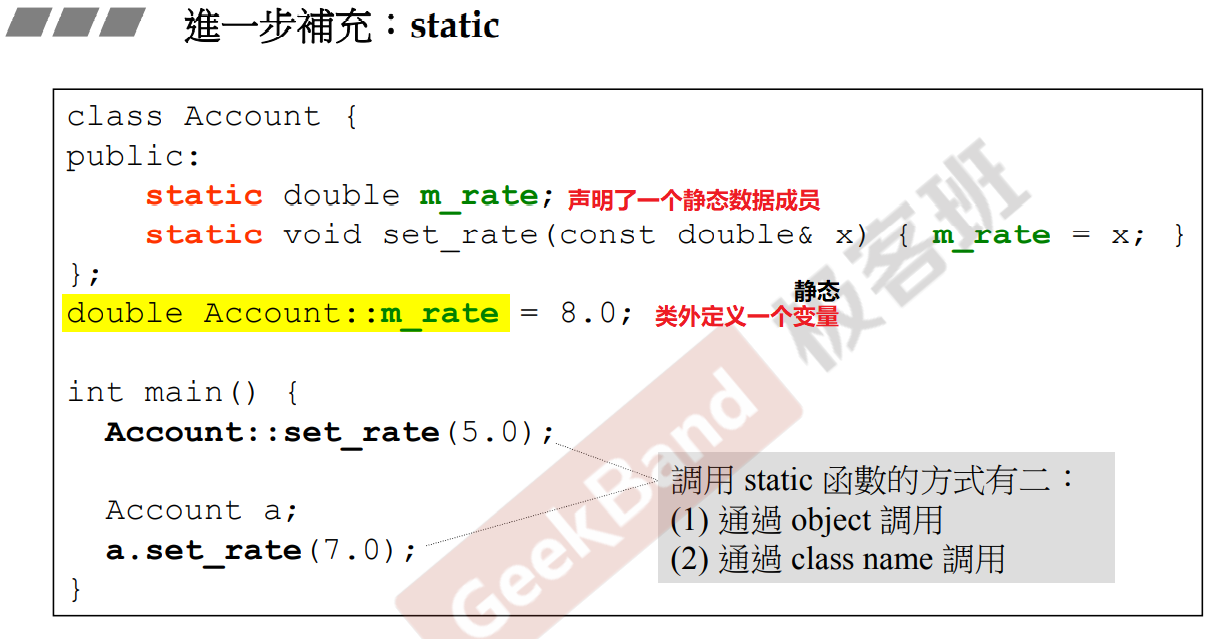 進一步補充：static
class Account {
public:
static double m_rate; 声明了一个静态数据成员
static void set_rate(const double& x) { m_rate = x; }
};
静态
double Account::m_rate = 8.0; 类外定义一个变量
int main() {
Account::set_rate(5.0);
調用 static 函數的方式有二：
(1) 通過 object 調用
(2) 通過 class name 調用
Account a;
a.set_rate(7.0);
}
极客班
GeekBand